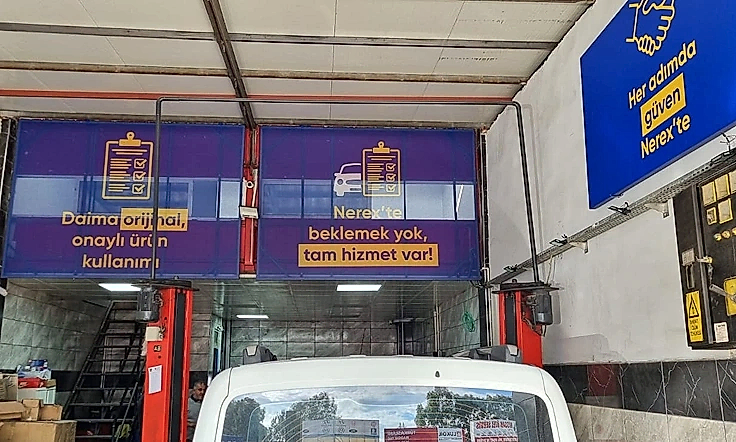 Daima orijinal,
onaylı ürün
kullanımı
Nerex'te
beklemek yok,
tam hizmet var!
Her adımda
güven
Nerex'te